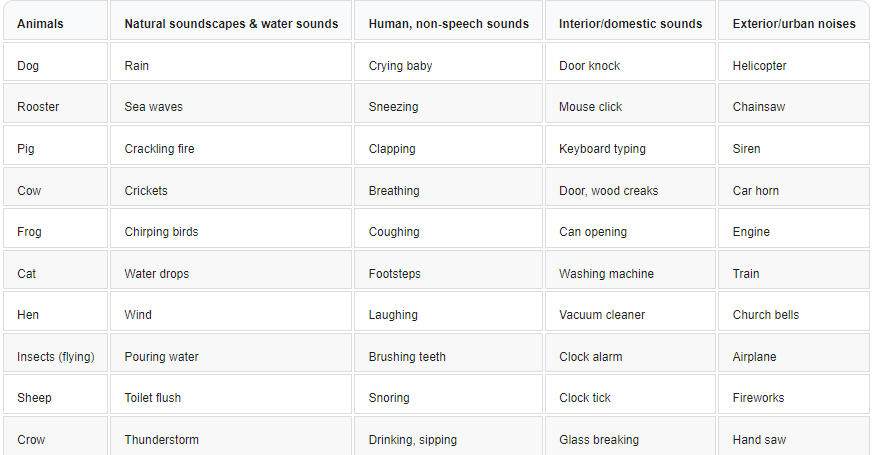 Animals Natural soundscapes & water sounds Human, non-speech sounds Interior/domestic sounds Exterior/urban noises
Dog Rain Crying baby Door knock Helicopter
Rooster Sea waves Sneezing Mouse click Chainsaw
Pig Crackling fire Clapping Keyboard typing Siren
Cow Crickets Breathing Door, wood creaks Car horn
Frog Chirping birds Coughing Can opening Engine
Cat Water drops Footsteps Washing machine Train
Hen Wind Laughing Vacuum cleaner Church bells
Insects (flying) Pouring water Brushing teeth Clock alarm Airplane
Sheep Toilet flush Snoring Clock tick Fireworks
Crow Thunderstorm Drinking, sipping Glass breaking Hand saw